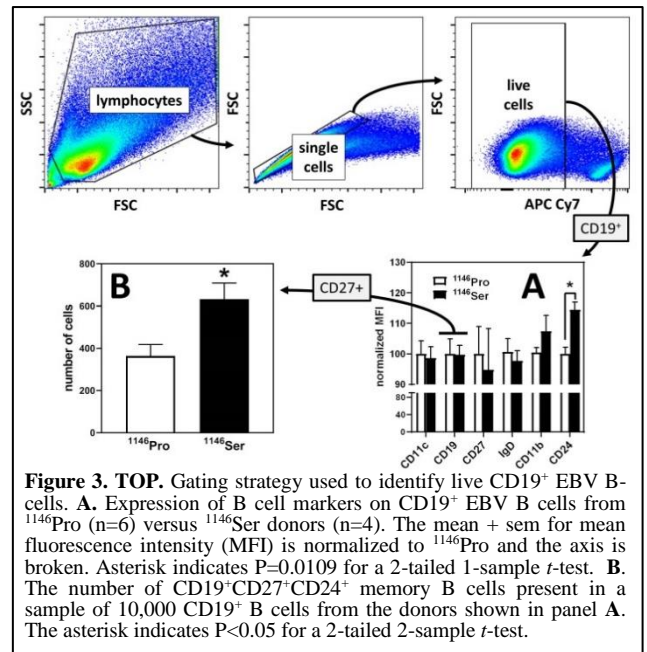 SSC
lymphocytes
FSC
FSC
single
cells
FSC
FSC
live
cells
APC Cy7
CD19⁺
number of cells
800
600
400
200
0
B
*
¹¹⁴⁶Pro
¹¹⁴⁶Ser
CD27+
normalized MFI
130
120
110
100
90
80
40
0
¹¹⁴⁶Pro
¹¹⁴⁶Ser
A
*
CD11c
CD19
CD27
IgD
CD11b
CD24
Figure 3. TOP. Gating strategy used to identify live CD19⁺ EBV B-
cells. A. Expression of B cell markers on CD19⁺ EBV B cells from
¹¹⁴⁶Pro (n=6) versus ¹¹⁴⁶Ser donors (n=4). The mean + sem for mean
fluorescence intensity (MFI) is normalized to ¹¹⁴⁶Pro and the axis is
broken. Asterisk indicates P=0.0109 for a 2-tailed 1-sample t-test. B.
The number of CD19⁺CD27⁺CD24⁺ memory B cells present in a
sample of 10,000 CD19⁺ B cells from the donors shown in panel A.
The asterisk indicates P<0.05 for a 2-tailed 2-sample t-test.